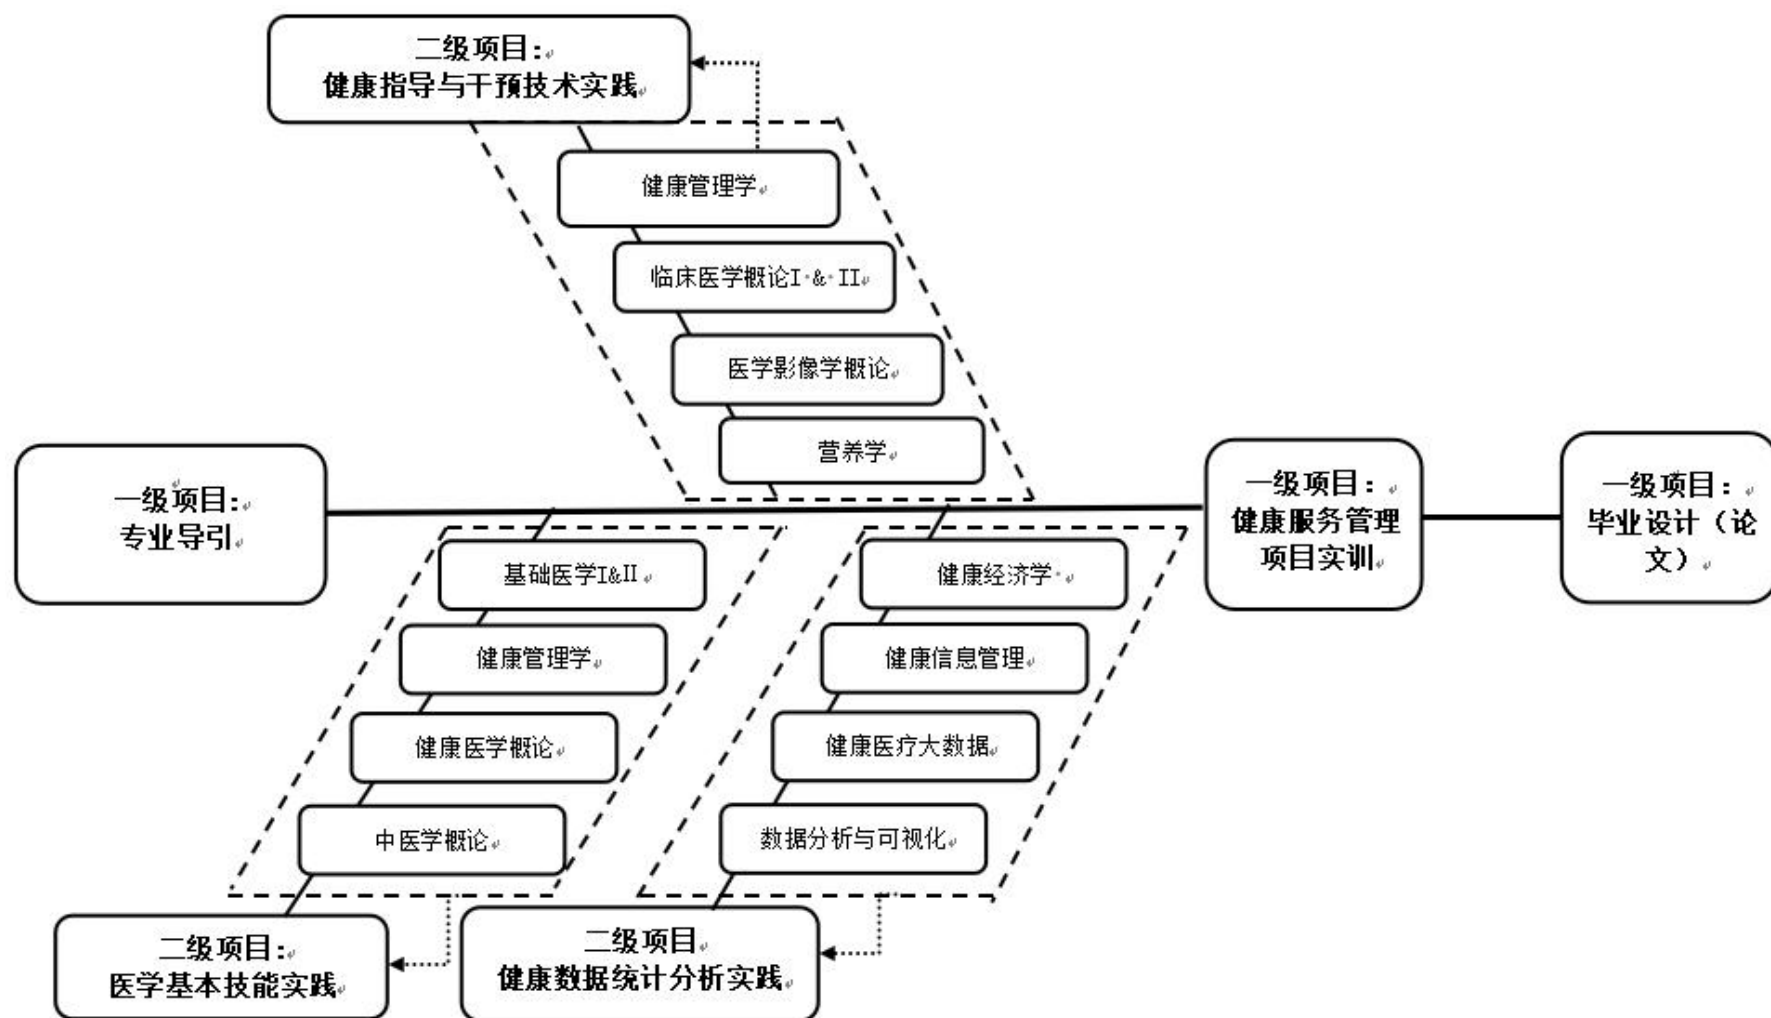 二级项目:
健康指导与干预技术实践
健康管理学
临床医学概论I·&·II
医学影像学概论
营养学
一级项目:
专业导引
一级项目:
健康服务管理
项目实训
一级项目:
毕业设计（论
文）
基础医学I&II
健康管理学
健康医学概论
中医学概论
二级项目:
医学基本技能实践
健康经济学·
健康信息管理
健康医疗大数据
数据分析与可视化
二级项目
健康数据统计分析实践